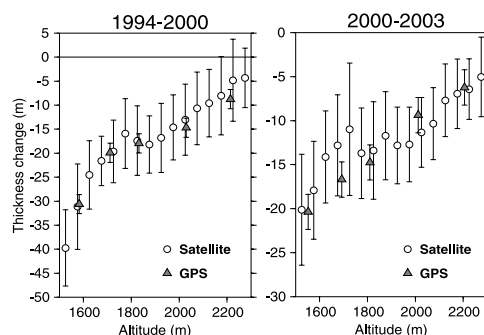 1994-2000
2000-2003
Thickness change (m)
5
0
-5
-10
-15
-20
-25
-30
-35
-40
-45
-50
Satellite
GPS
1600 1800 2000 2200
Altitude (m)
0
-5
-10
-15
-20
-25
-30
Satellite
GPS
1600 1800 2000 2200
Altitude (m)